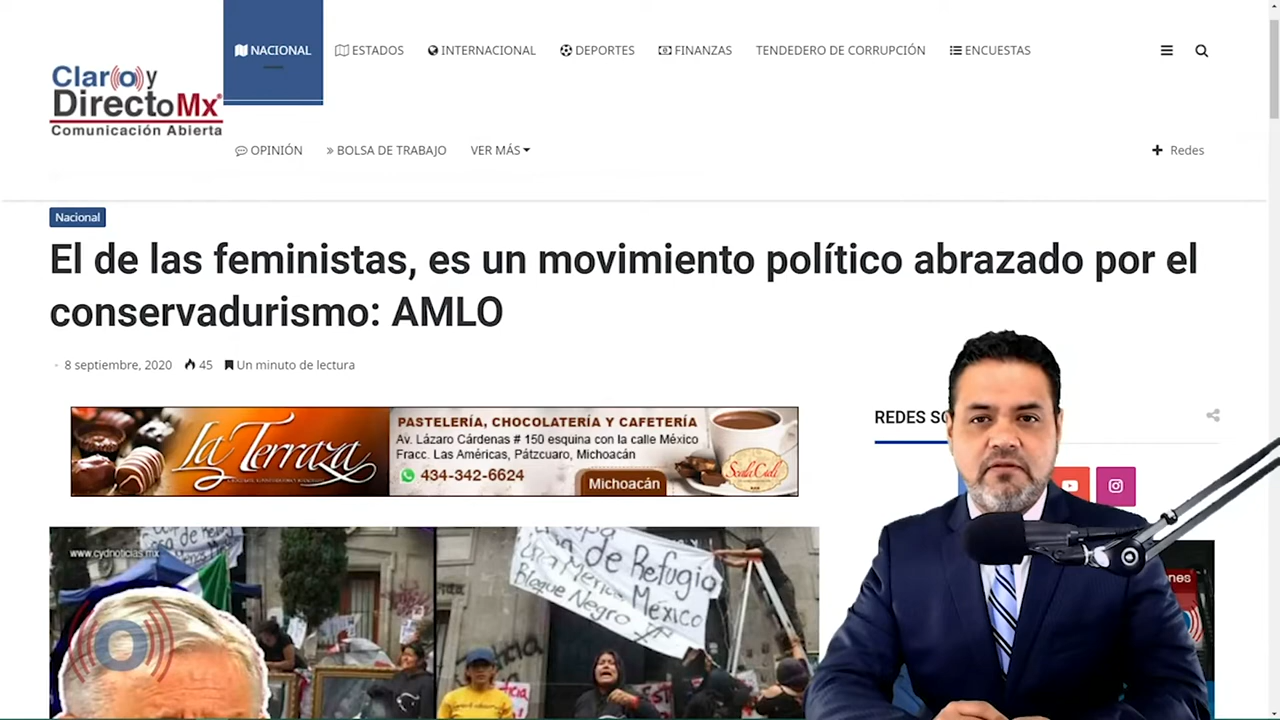 NACIONAL
ESTADOS
INTERNACIONAL
DEPORTES
FINANZAS
TENDEDERO DE CORRUPCIÓN
ENCUESTAS
Claro y
DirectoMx
Comunicación Abierta
OPINIÓN
» BOLSA DE TRABAJO
VER MÁS
Redes
Nacional
El de las feministas, es un movimiento político abrazado por el
conservadurismo: AMLO
8 septiembre, 2020
45
Un minuto de lectura
La Terraza
PASTELERÍA, CHOCOLATERÍA Y CAFETERÍA
Av. Lázaro Cárdenas # 150 esquina con la calle México
Fracc. Las Américas, Pátzcuaro, Michoacán
434-342-6624
Michoacán
REDES
www.cydnoticias.mx
de Refugio
México
Bloque Negro